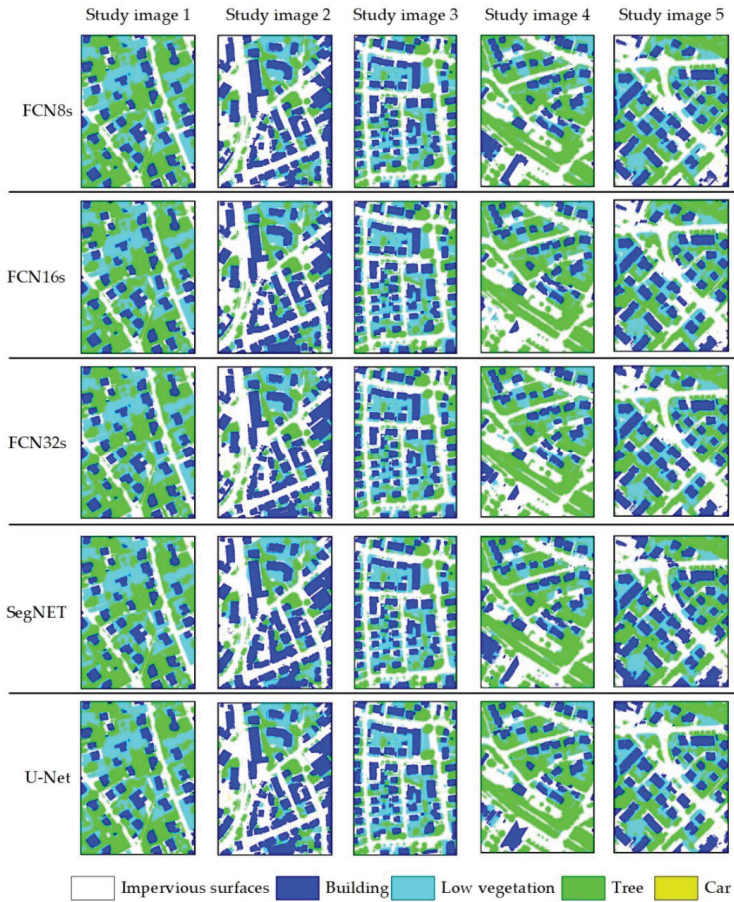 Study image 1 Study image 2 Study image 3 Study image 4 Study image 5
FCN8s
FCN16s
FCN32s
SegNET
U-Net
Impervious surfaces Building Low vegetation Tree Car